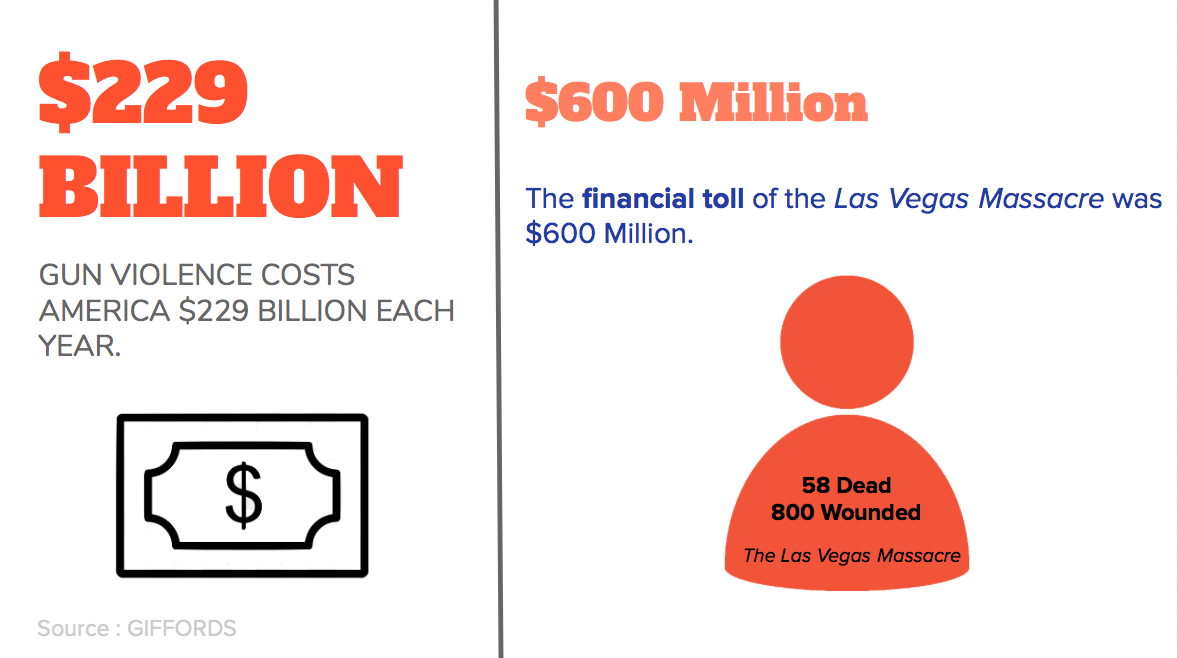 $229
BILLION
GUN VIOLENCE COSTS
AMERICA $229 BILLION EACH
YEAR.
$
Source : GIFFORDS
$600 Million
The financial toll of the Las Vegas Massacre was
$600 Million.
58 Dead
800 Wounded
The Las Vegas Massacre